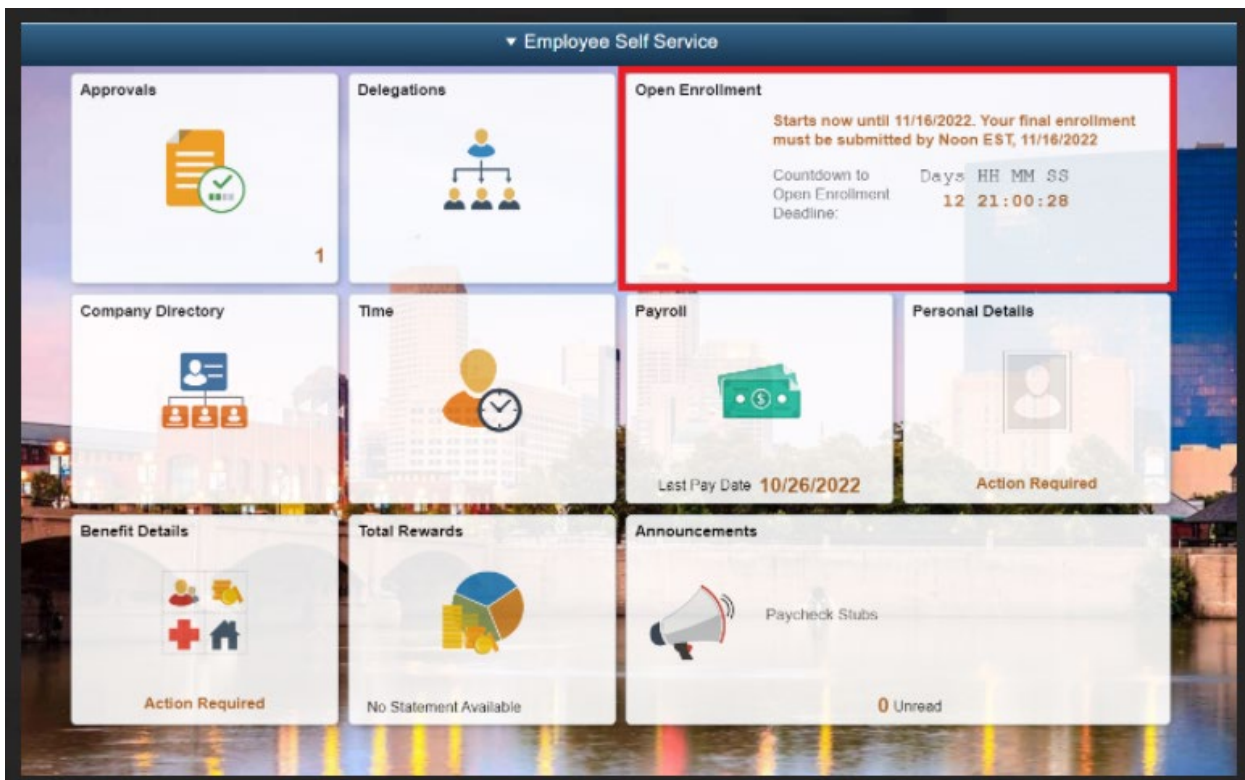 ▾ Employee Self Service
Approvals
1
Delegations
Open Enrollment
Starts now until 11/16/2022. Your final enrollment
must be submitted by Noon EST, 11/16/2022
Countdown to
Open Enrollment
Deadline:
Days HH MM SS
12 21:00:28
Company Directory
Time
Payroll
Last Pay Date 10/26/2022
Personal Details
Action Required
Benefit Details
Action Required
Total Rewards
No Statement Available
Announcements
Paycheck Stubs
0 Unread